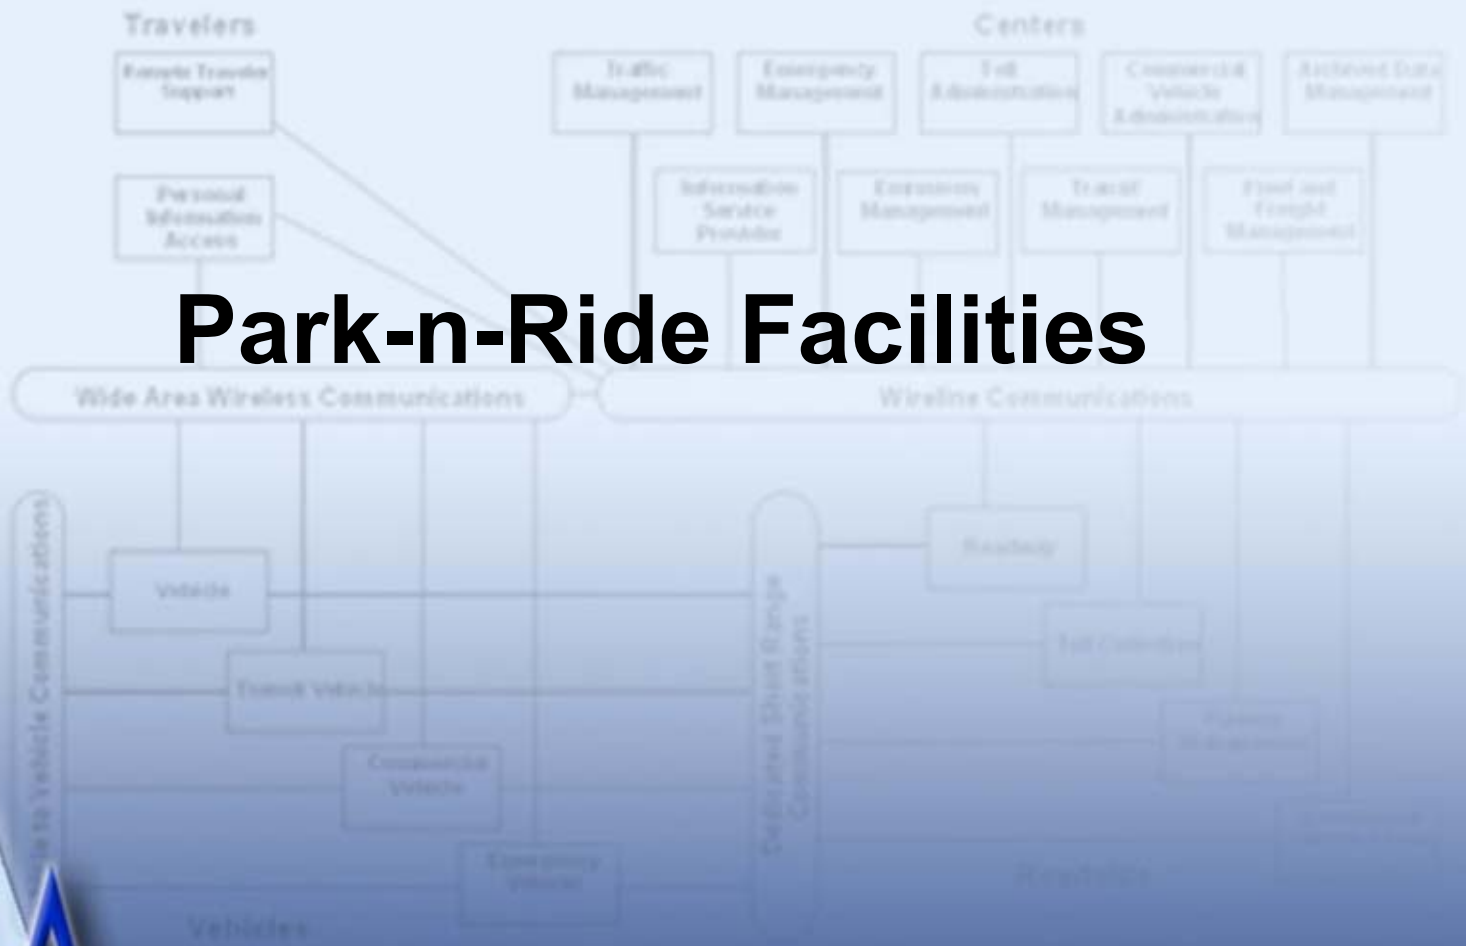 Travelers
Centers
Remote Traveler
Support
Traffic
Management
Emergency
Management
Toll
Administration
Commercial
Vehicle
Administration
Archived Data
Management
Personal
Information
Access
Information
Service
Provider
Emissions
Management
Transit
Management
Fleet and
Freight
Management
Park-n-Ride Facilities
Wide Area Wireless Communications
Wireline Communications
to Vehicle Communications
Vehicle
Transit Vehicle
Commercial
Vehicle
Emergency
Vehicle
Vehicles
Dedicated Short Range
Communications
Roadway
Toll Collection
Parking
Management